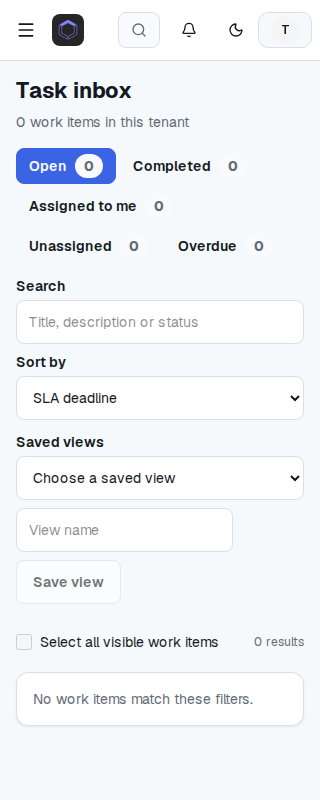 T
Task inbox
0 work items in this tenant
Open 0 Completed 0
Assigned to me 0
Unassigned 0 Overdue 0
Search
Title, description or status
Sort by
SLA deadline
Saved views
Choose a saved view
View name
Save view
Select all visible work items 0 results
No work items match these filters.